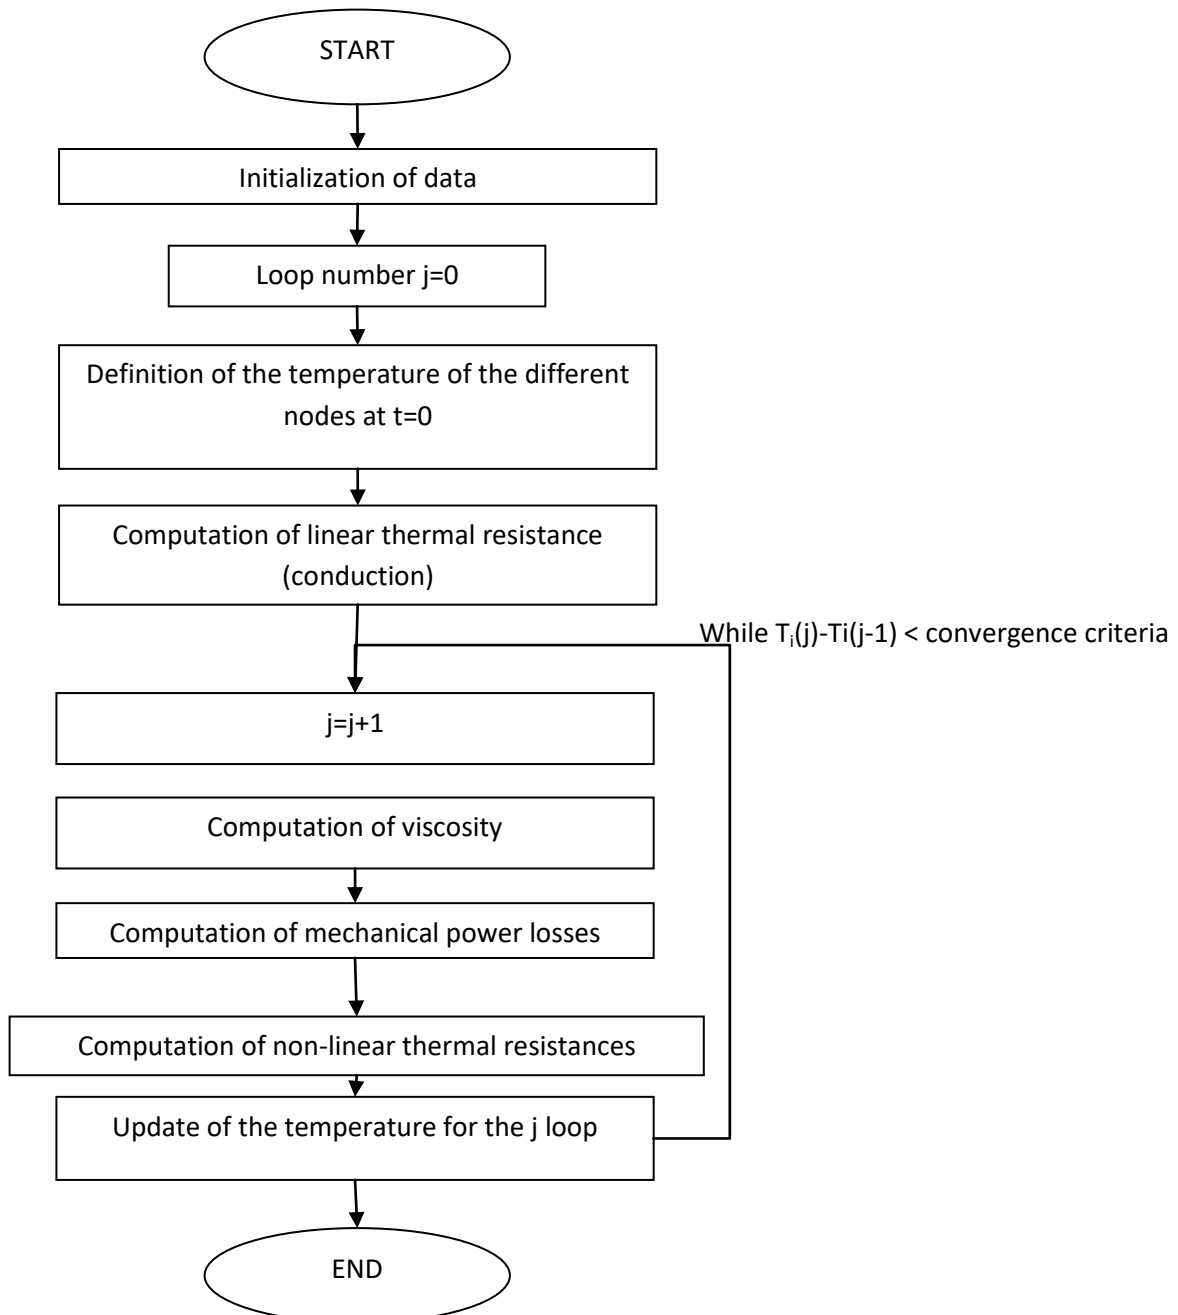 START
Initialization of data
Loop number j=0
Definition of the temperature of the different
nodes at t=0
Computation of linear thermal resistance
(conduction)
While Ti(j)-Ti(j-1) < convergence criteria
j=j+1
Computation of viscosity
Computation of mechanical power losses
Computation of non-linear thermal resistances
Update of the temperature for the j loop
END